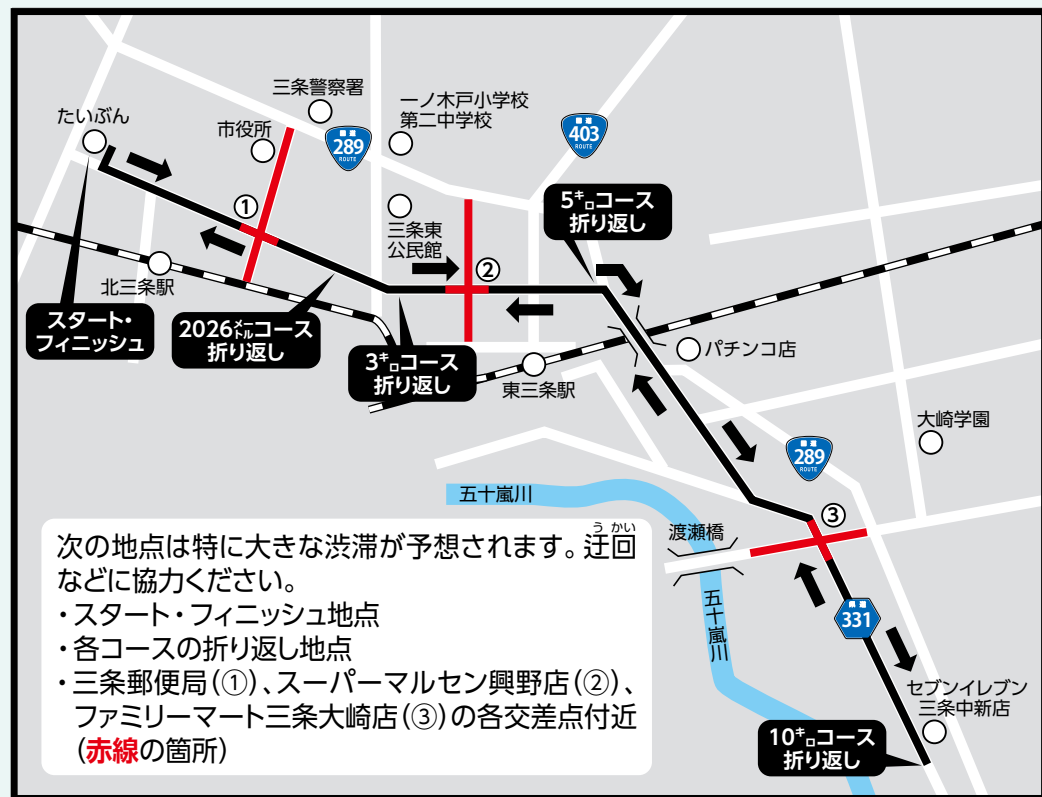 三条警察署
たいぶん
市役所
一ノ木戸小学校
第二中学校
国道
289
ROUTE
国道
403
ROUTE
①
三条東
公民館
②
5キロコース
折り返し
北三条駅
スタート・
フィニッシュ
2026メートルコース
折り返し
3キロコース
折り返し
東三条駅
パチンコ店
大崎学園
国道
289
ROUTE
五十嵐川
渡瀬橋
③
五十嵐川
県道
331
セブンイレブン
三条中新店
10キロコース
折り返し
うかい
次の地点は特に大きな渋滞が予想されます。迂回
などに協力ください。
・スタート・フィニッシュ地点
・各コースの折り返し地点
・三条郵便局(①)、スーパーマルセン興野店(②)、
ファミリーマート三条大崎店(③)の各交差点付近
(赤線の箇所)